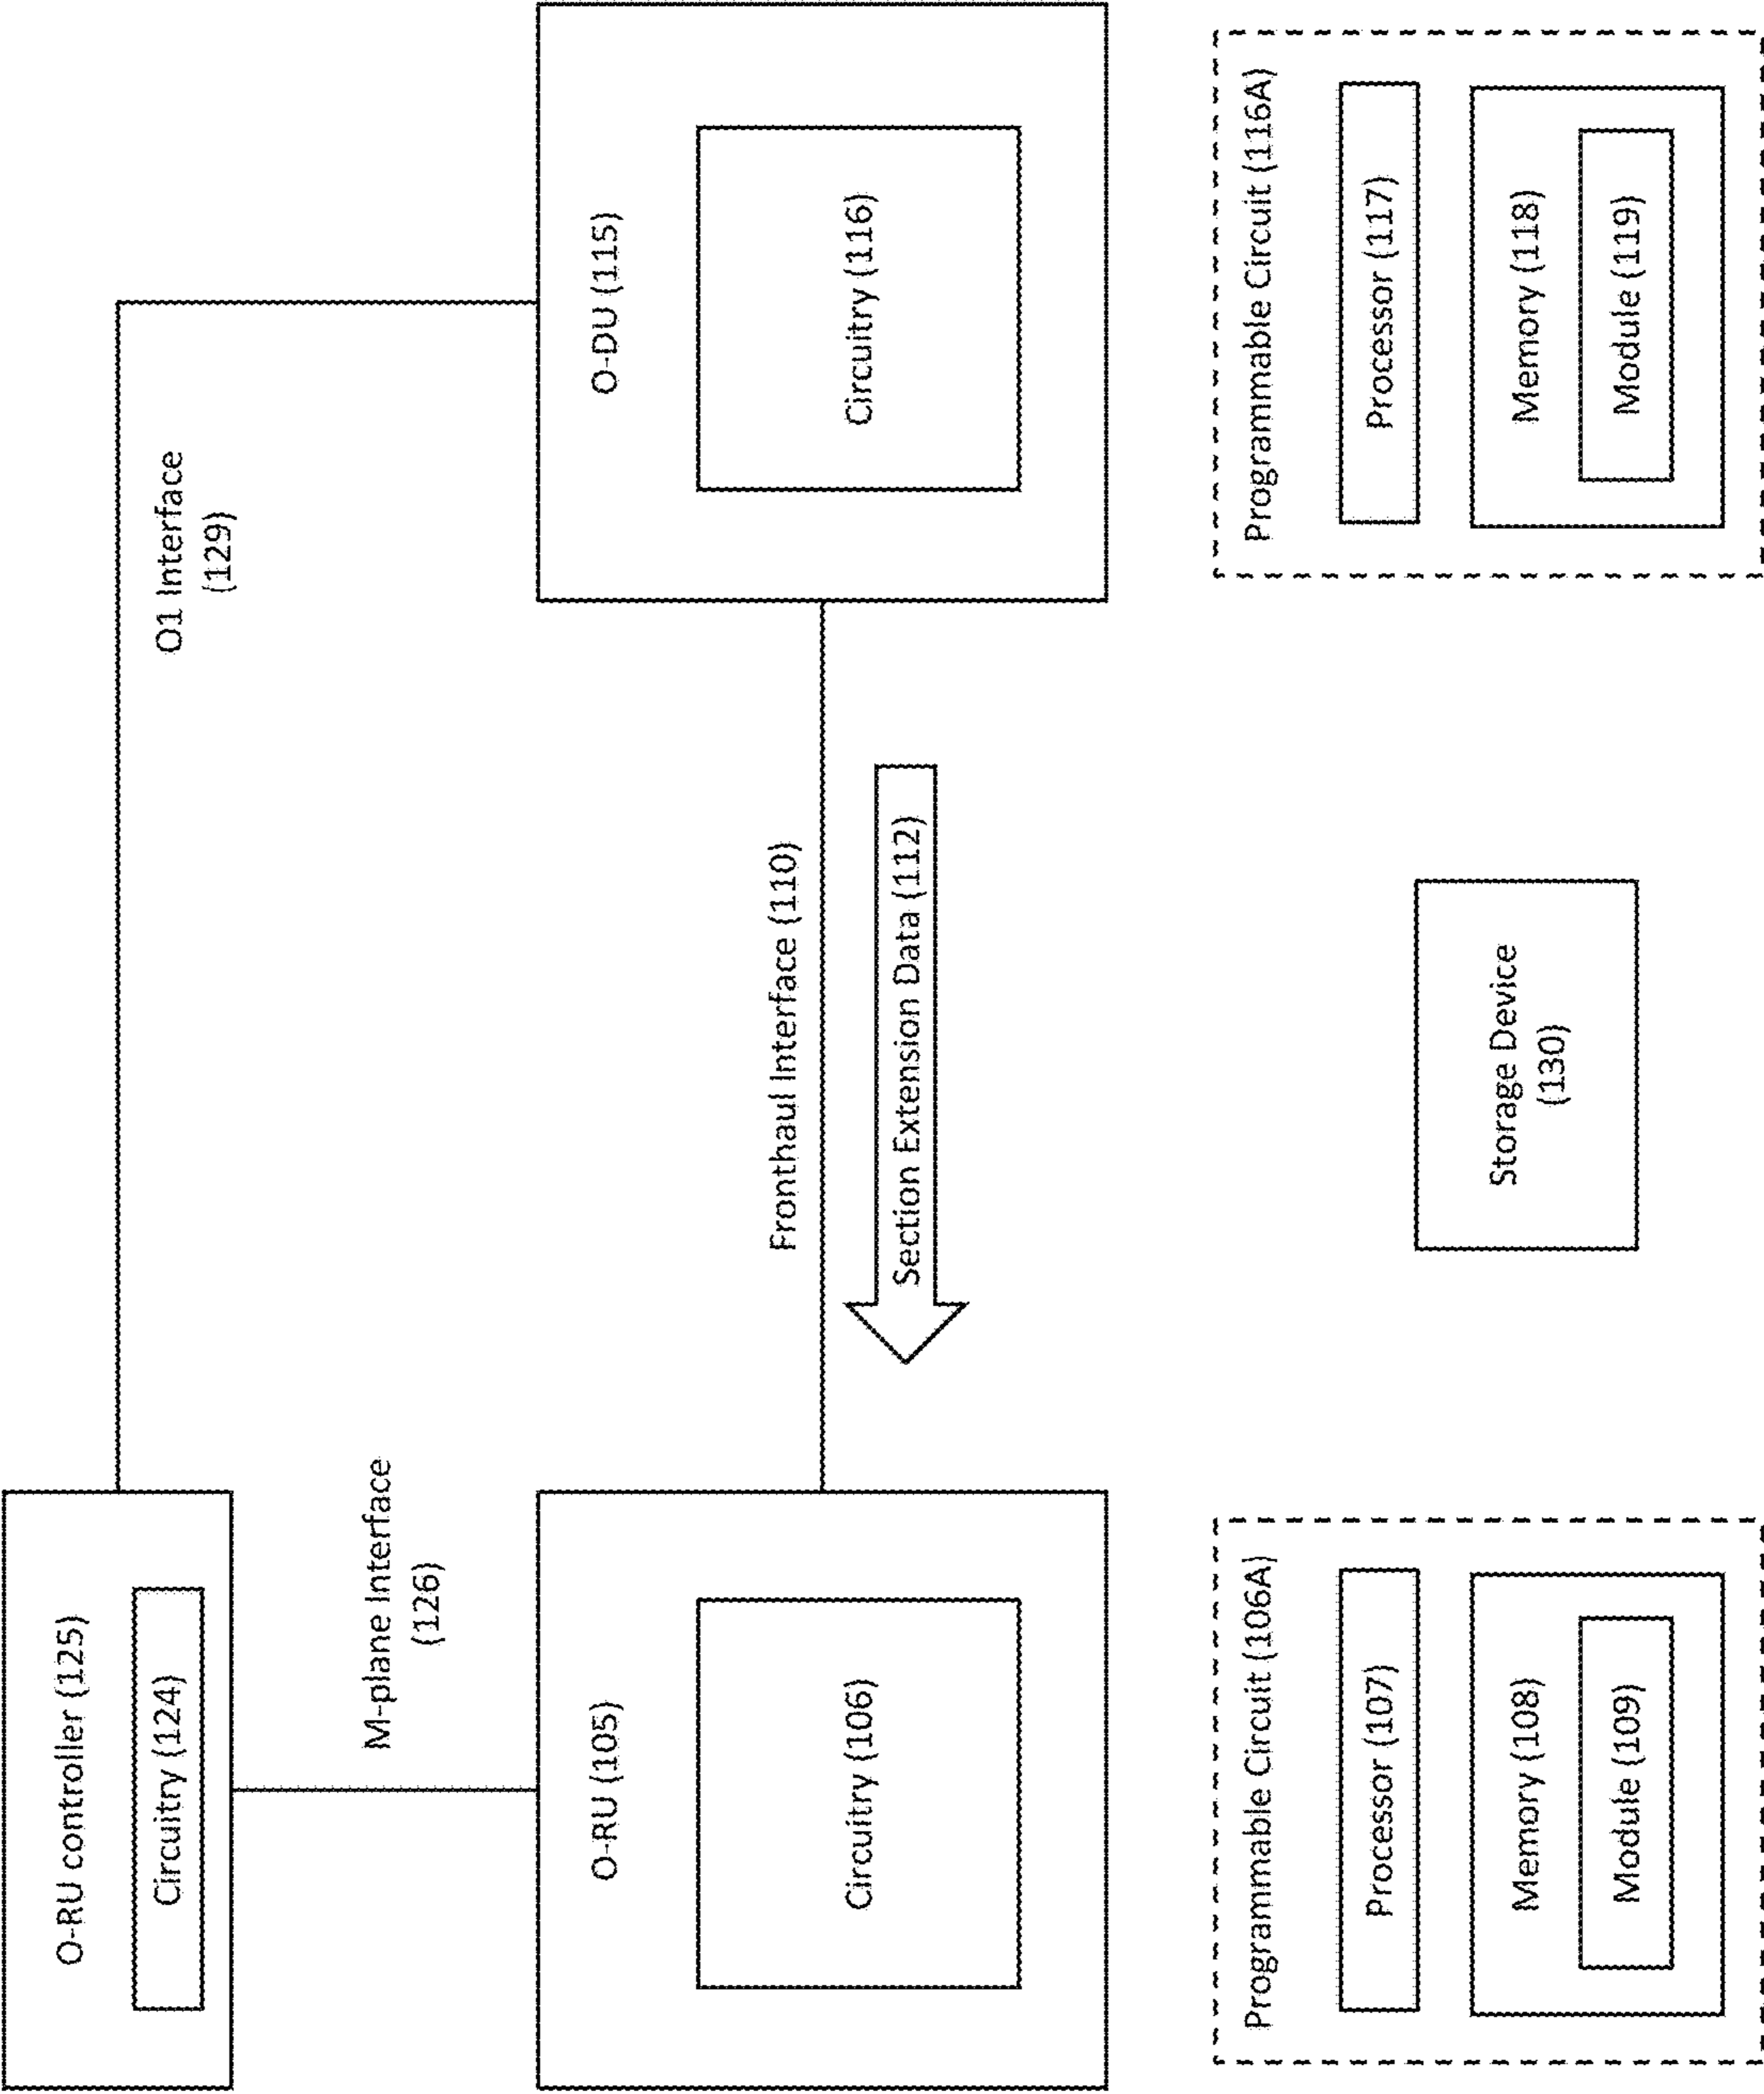 O-RU controller (125)
Circuitry (124)
O1 Interface
(129)
M-plane Interface
(126)
O-RU (105)
Circuitry (106)
Fronthaul Interface (110)
Section Extension Data (112)
O-DU (115)
Circuitry (116)
Programmable Circuit (106A)
Processor (107)
Memory (108)
Module (109)
Storage Device
(130)
Programmable Circuit (116A)
Processor (117)
Memory (118)
Module (119)